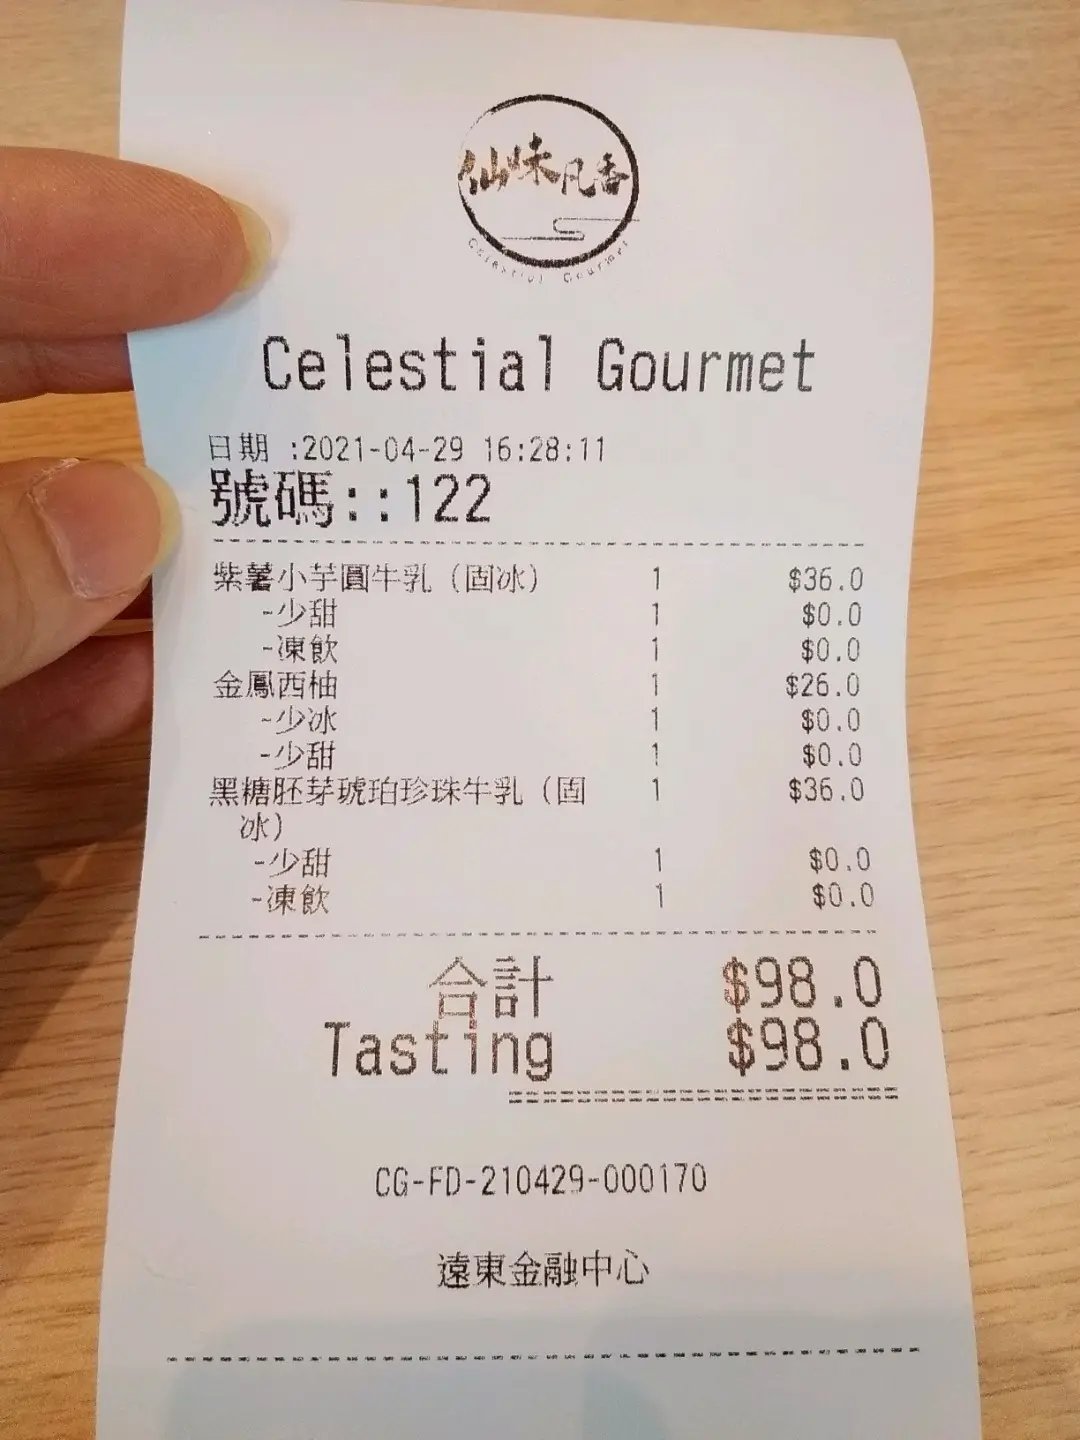 仙味凡香
Celestial Gourmet
Celestial Gourmet
日期 :2021-04-29 16:28:11
號碼::122
紫薯小芋圓牛乳（固冰） 1 $36.0
-少甜 1 $0.0
-凍飲 1 $0.0
金鳳西柚 1 $26.0
-少冰 1 $0.0
-少甜 1 $0.0
黑糖胚芽琥珀珍珠牛乳（固 1 $36.0
冰）
-少甜 1 $0.0
-凍飲 1 $0.0
合計 $98.0
Tasting $98.0
CG-FD-210429-000170
遠東金融中心